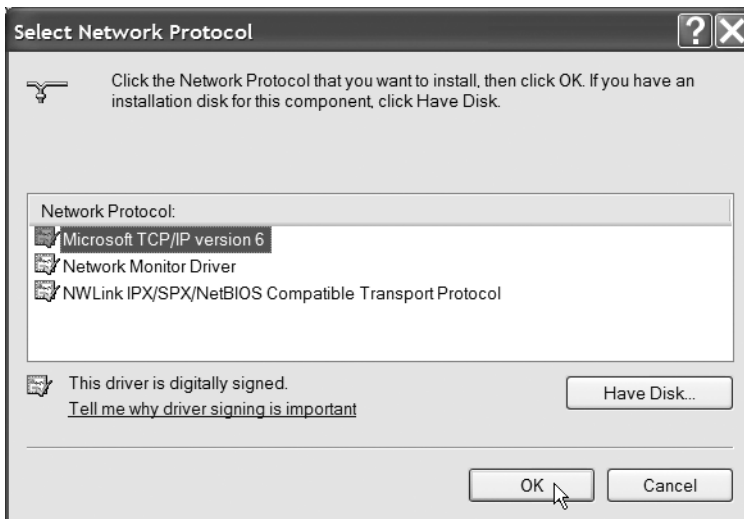 Select Network Protocol
Click the Network Protocol that you want to install, then click OK. If you have an
installation disk for this component, click Have Disk.
Network Protocol:
Microsoft TCP/IP version 6
Network Monitor Driver
NWLink IPX/SPX/NetBIOS Compatible Transport Protocol
This driver is digitally signed.
Tell me why driver signing is important
Have Disk...
OK
Cancel